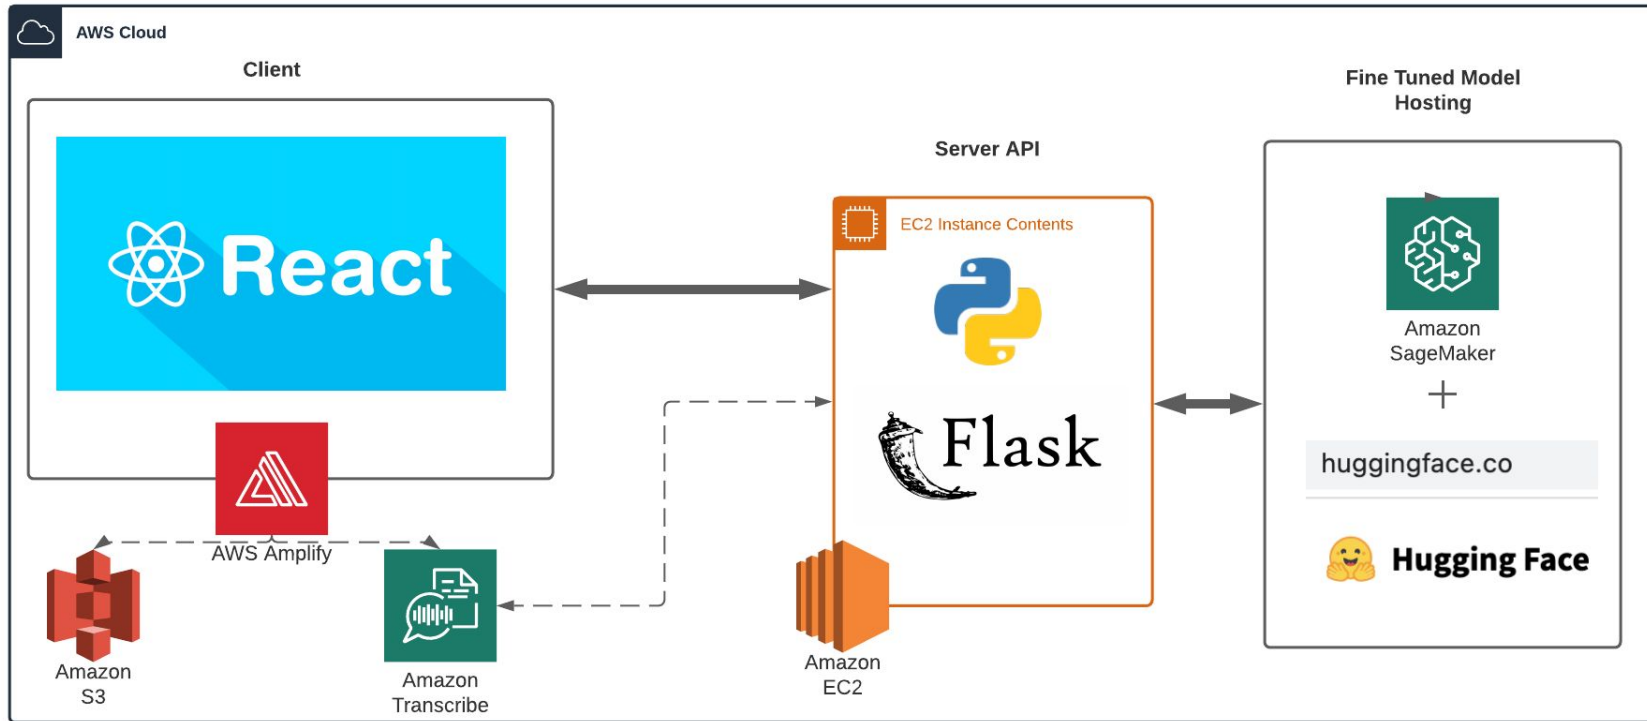 AWS Cloud
Client
React
AWS Amplify
Amazon
S3
Amazon
Transcribe
Server API
EC2 Instance Contents
Flask
Amazon
EC2
Fine Tuned Model
Hosting
Amazon
SageMaker
+
huggingface.co
Hugging Face